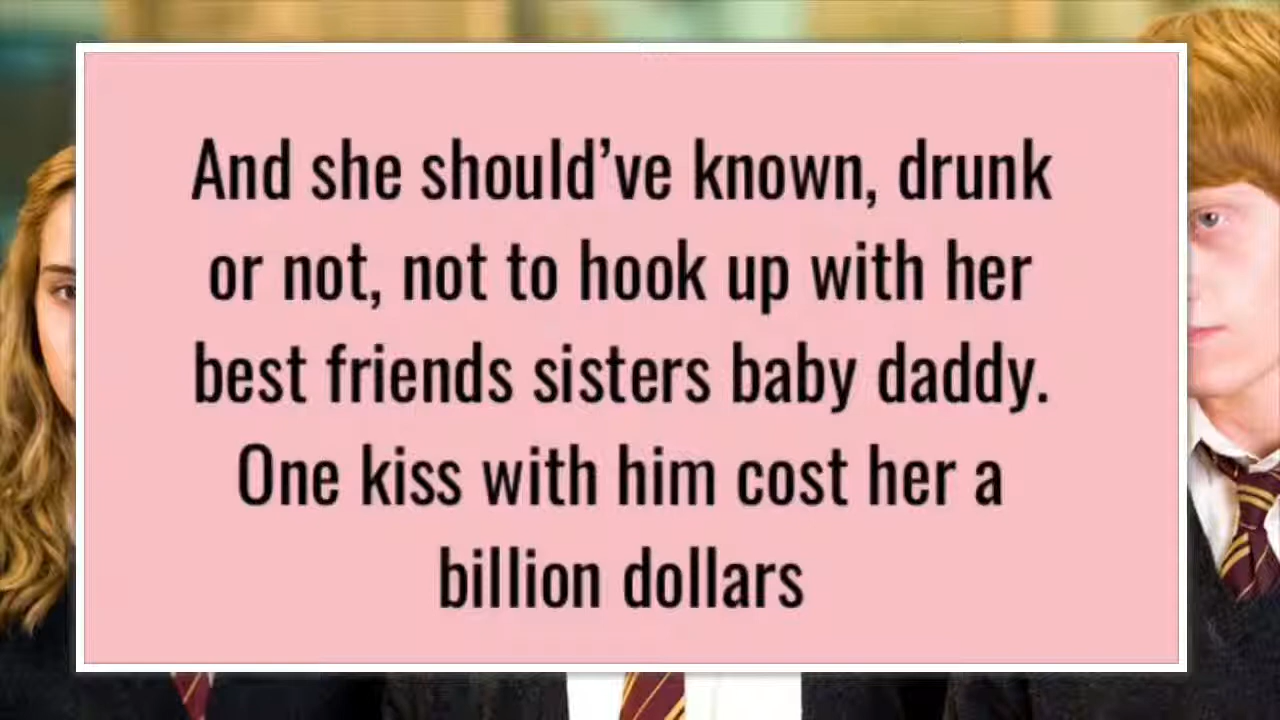 And she should’ve known, drunk
or not, not to hook up with her
best friends sisters baby daddy.
One kiss with him cost her a
billion dollars